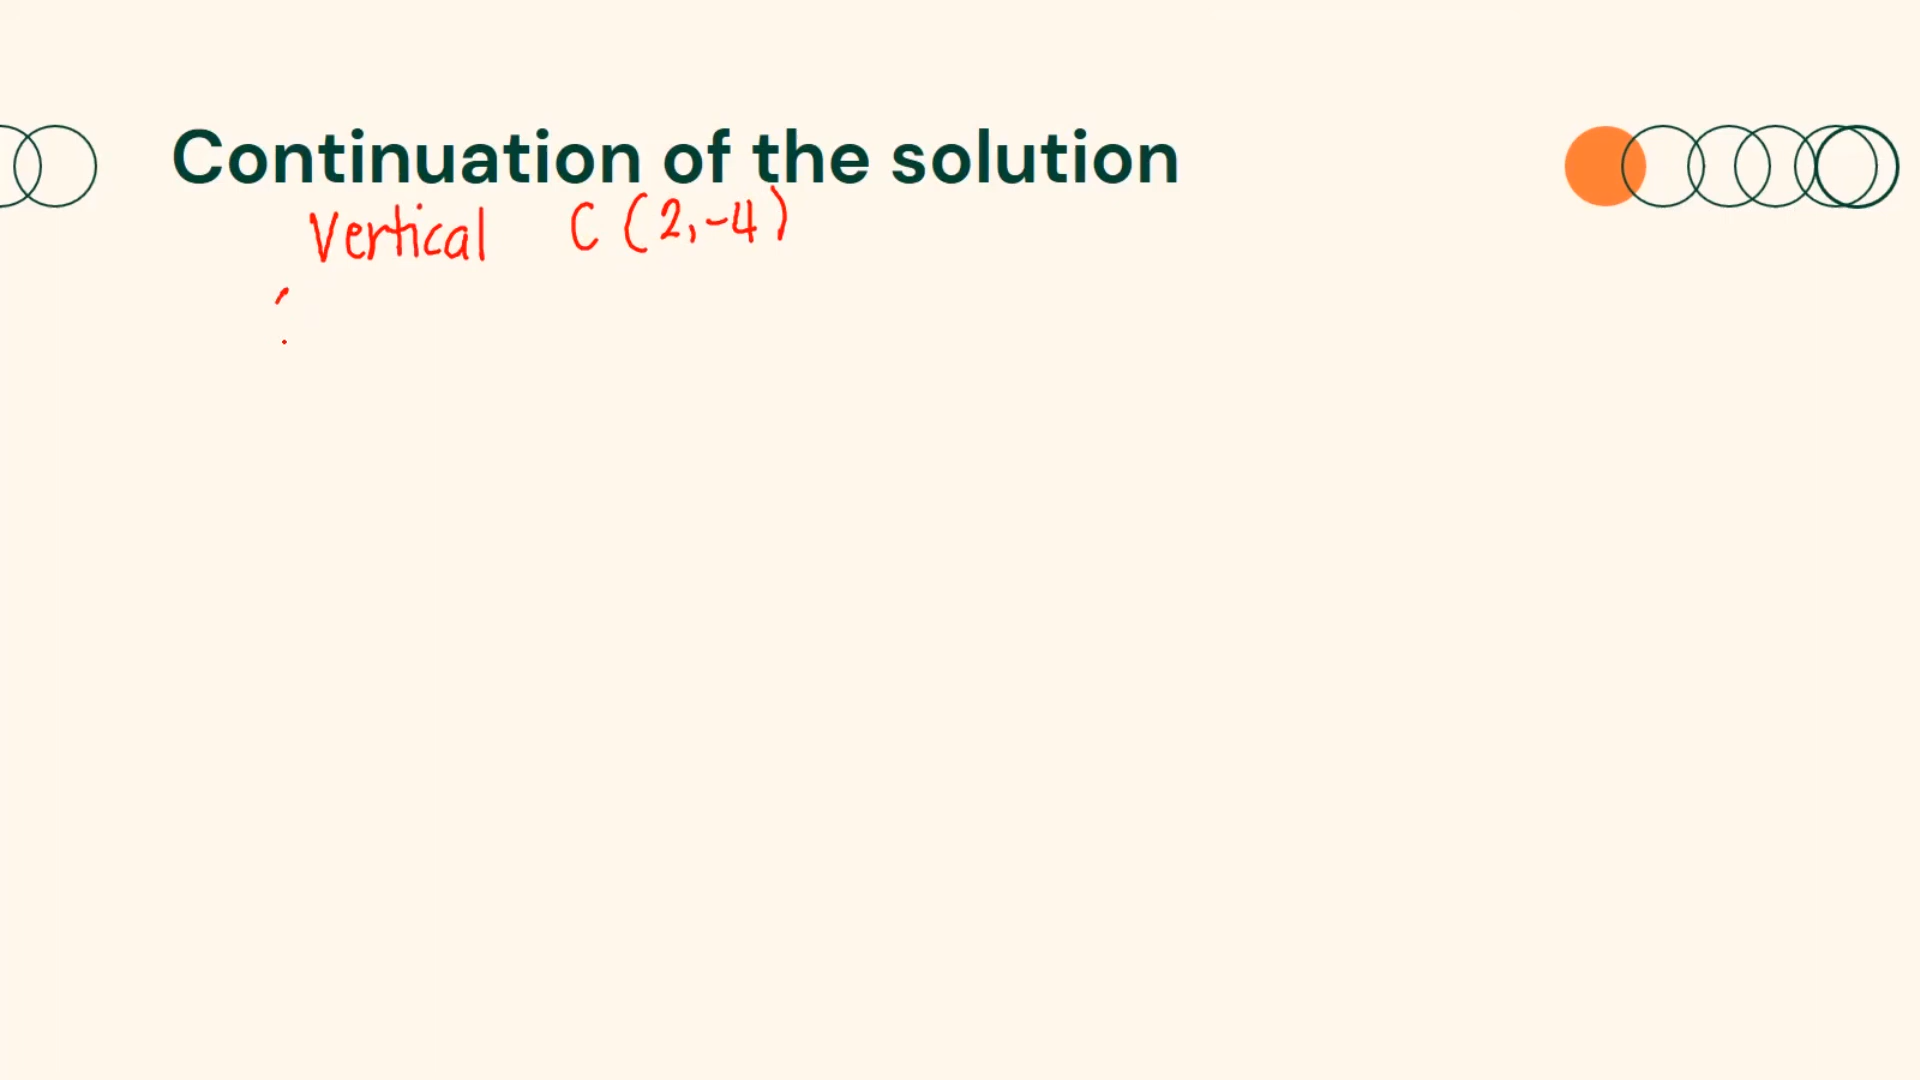 Continuation of the solution
Vertical C (2,-4)